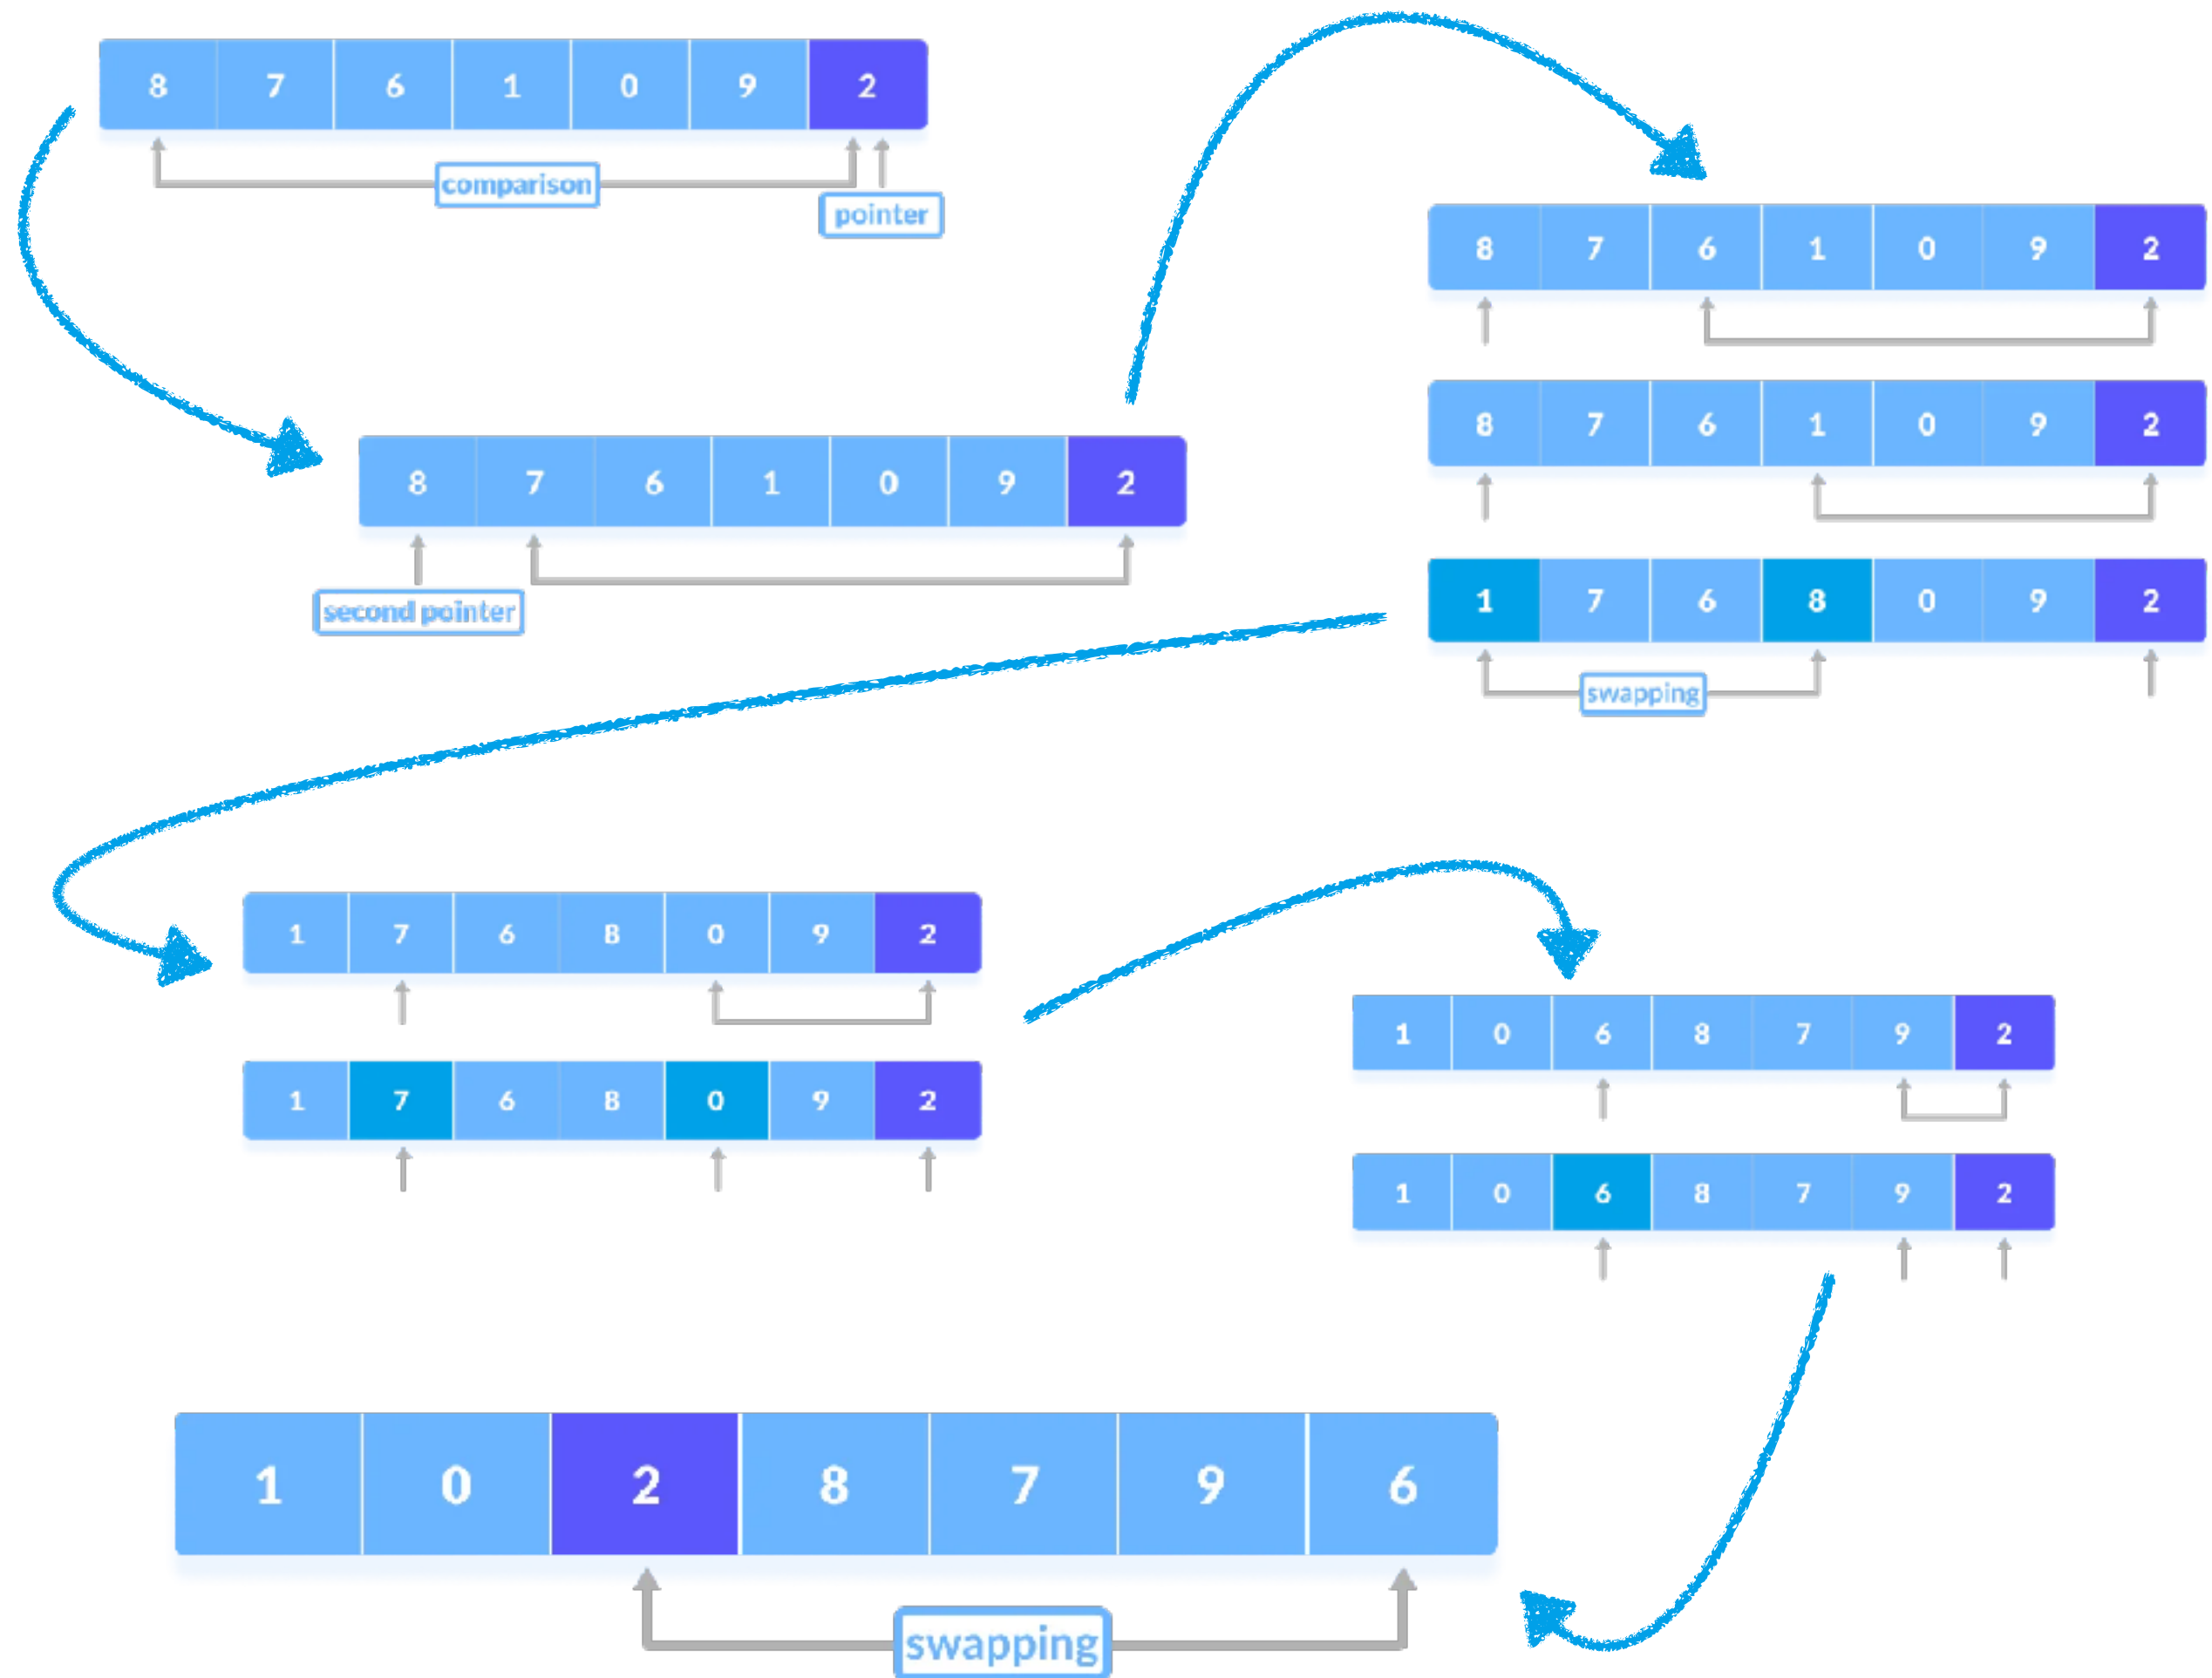 8 7 6 1 0 9 2
comparison
pointer
8 7 6 1 0 9 2
second pointer
8 7 6 1 0 9 2
8 7 6 1 0 9 2
1 7 6 8 0 9 2
swapping
1 7 6 8 0 9 2
1 7 6 8 0 9 2
1 0 6 8 7 9 2
1 0 6 8 7 9 2
1 0 2 8 7 9 6
swapping